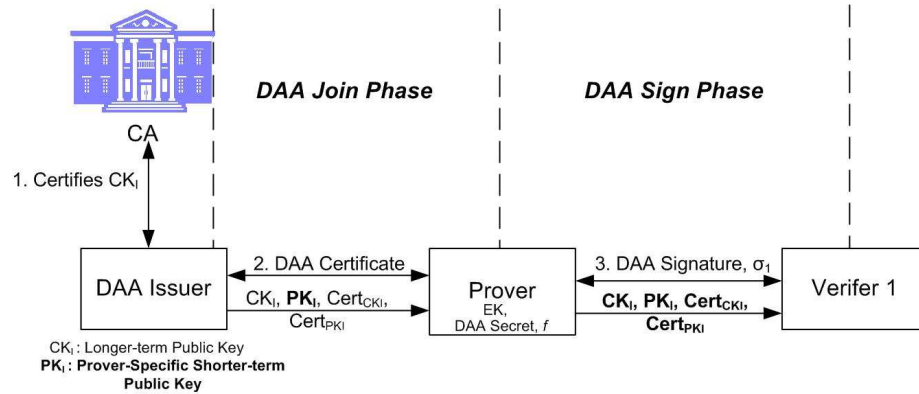 DAA Join Phase
DAA Sign Phase
CA
1. Certifies CKI
DAA Issuer
2. DAA Certificate
CKI, PKI, CertCKI,
CertPKI
Prover
EK,
DAA Secret, f
3. DAA Signature, σ1
CKI, PKI, CertCKI,
CertPKI
Verifer 1
CKI : Longer-term Public Key
PKI : Prover-Specific Shorter-term
Public Key